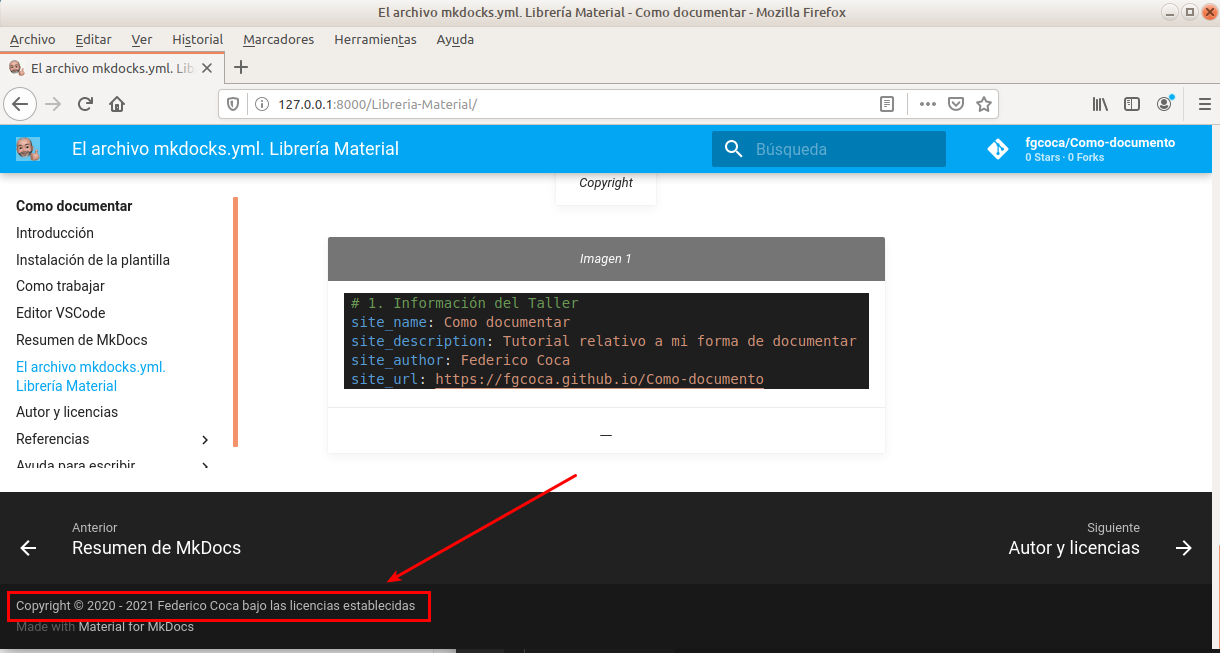 El archivo mkdocks.yml. Librería Material - Como documentar - Mozilla Firefox
Archivo Editar Ver Historial Marcadores Herramientas Ayuda
El archivo mkdocks.yml. Lib
127.0.0.1:8000/Libreria-Material/
El archivo mkdocks.yml. Librería Material
Búsqueda
fgcoca/Como-documento
0 Stars · 0 Forks
Como documentar
Introducción
Instalación de la plantilla
Como trabajar
Editor VSCode
Resumen de MkDocs
El archivo mkdocks.yml.
Librería Material
Autor y licencias
Referencias
Ayuda para escribir
Copyright
Imagen 1
# 1. Información del Taller
site_name: Como documentar
site_description: Tutorial relativo a mi forma de documentar
site_author: Federico Coca
site_url: https://fgcoca.github.io/Como-documento
—
Anterior
Resumen de MkDocs
Siguiente
Autor y licencias
Copyright © 2020 - 2021 Federico Coca bajo las licencias establecidas
Made with Material for MkDocs